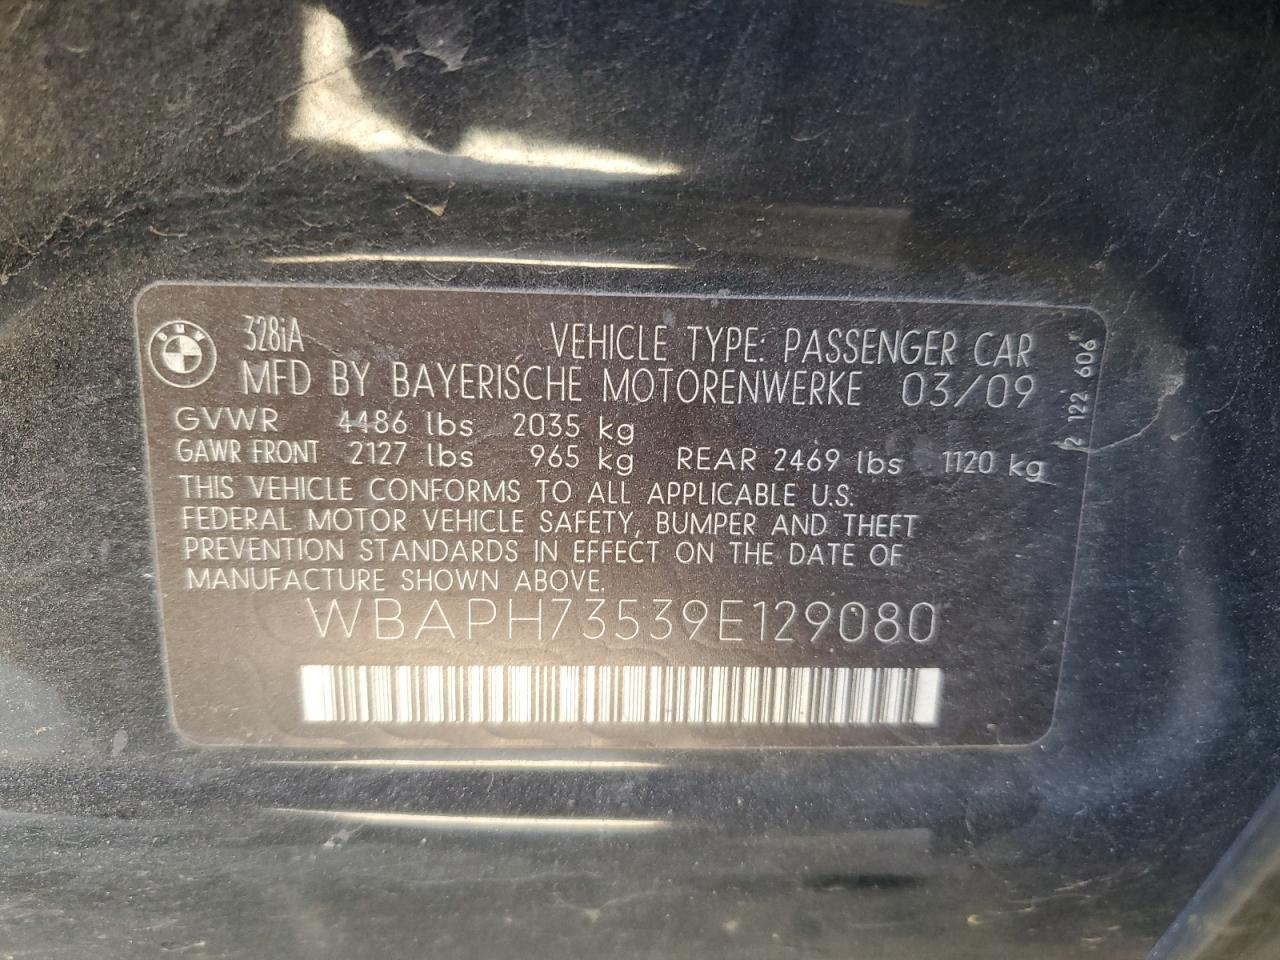 BMW
328iA
VEHICLE TYPE: PASSENGER CAR
MFD BY BAYERISCHE MOTORENWERKE 03/09
GVWR 4486 lbs 2035 kg
GAWR FRONT 2127 lbs 965 kg REAR 2469 lbs 1120 kg
THIS VEHICLE CONFORMS TO ALL APPLICABLE U.S.
FEDERAL MOTOR VEHICLE SAFETY, BUMPER AND THEFT
PREVENTION STANDARDS IN EFFECT ON THE DATE OF
MANUFACTURE SHOWN ABOVE.
WBAPH73539E129080
122 606